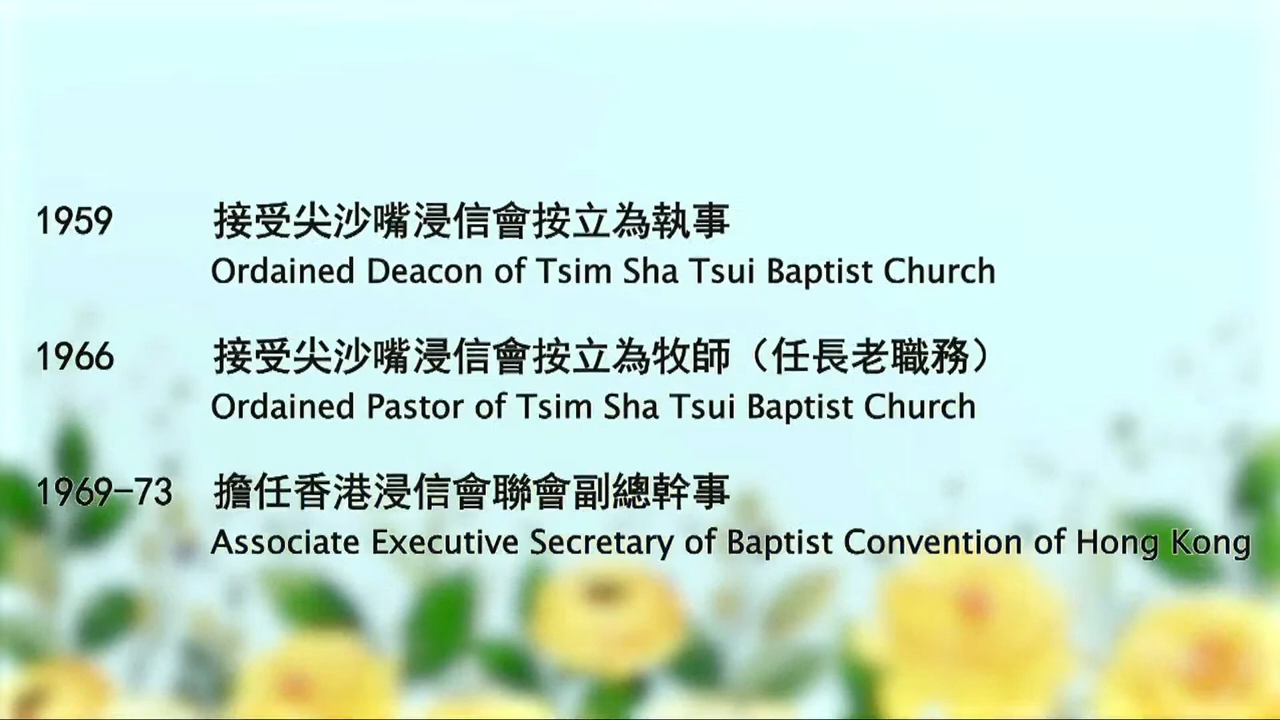 1959 接受尖沙嘴浸信會按立為執事
Ordained Deacon of Tsim Sha Tsui Baptist Church
1966 接受尖沙嘴浸信會按立為牧師（任長老職務）
Ordained Pastor of Tsim Sha Tsui Baptist Church
1969-73 擔任香港浸信會聯會副總幹事
Associate Executive Secretary of Baptist Convention of Hong Kong